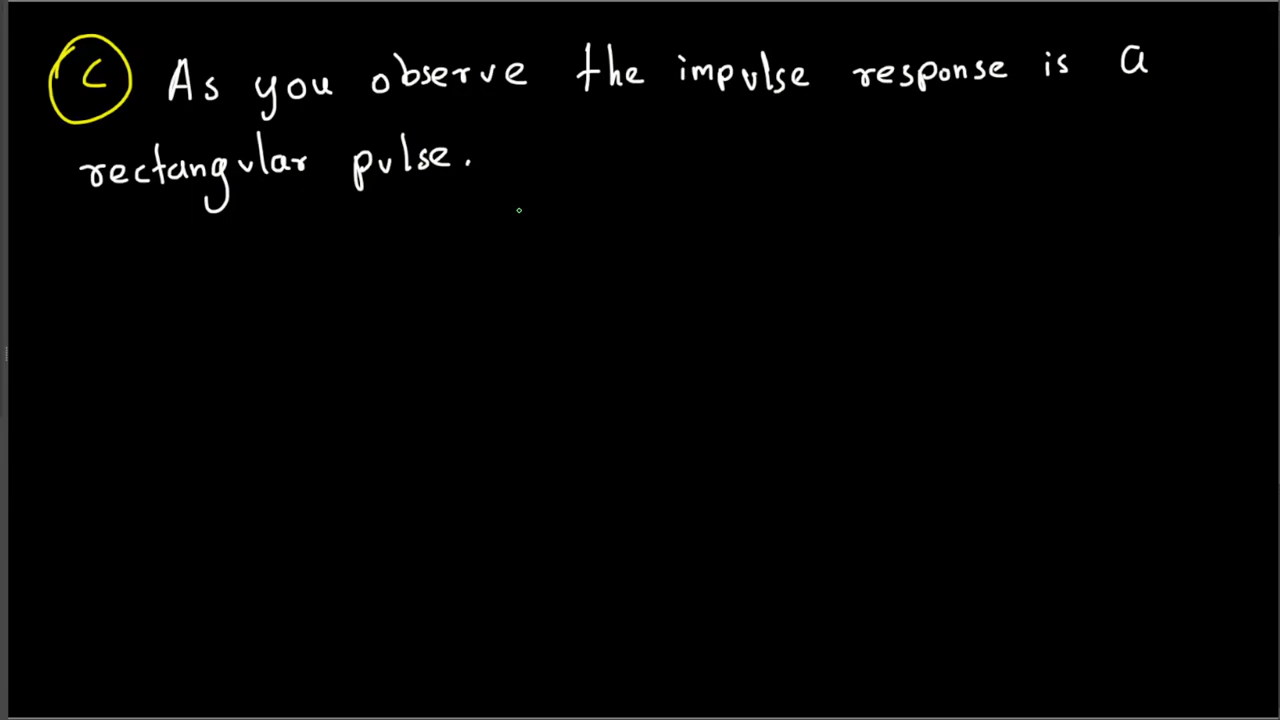 C As you observe the impulse response is a
rectangular pulse.